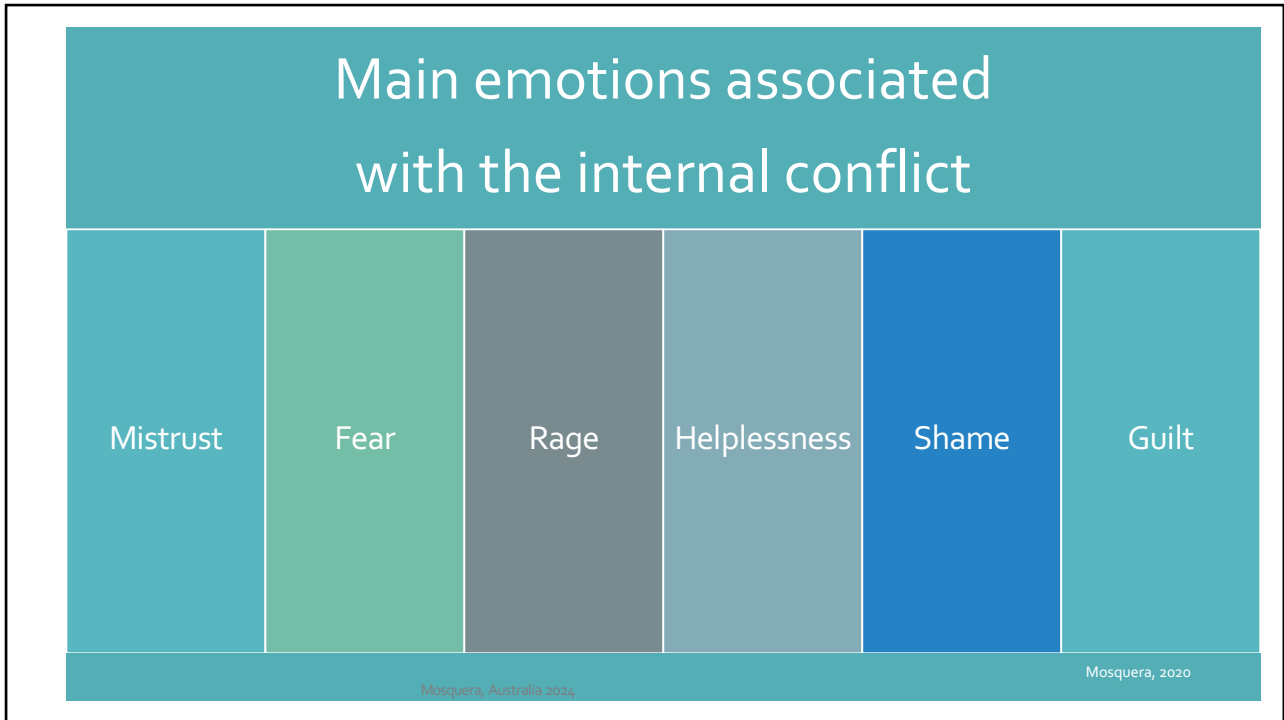 Main emotions associated
with the internal conflict
Mistrust
Fear
Rage
Helplessness
Shame
Guilt
Mosquera, 2020
Mosquera, Australia 2024